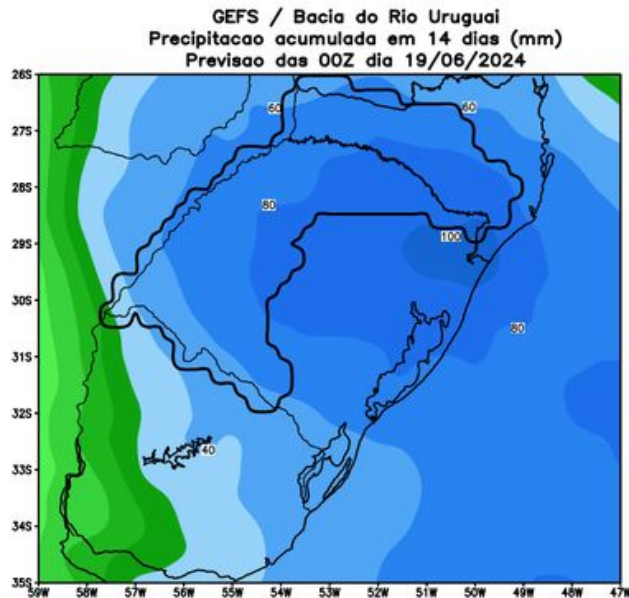 GEFS / Bacia do Rio Uruguai
Precipitacao acumulada em 14 dias (mm)
Previsao das 00Z dia 19/06/2024
26S
27S
28S
29S
30S
31S
32S
33S
34S
35S
60
60
80
100
80
40
59W 58W 57W 56W 55W 54W 53W 52W 51W 50W 49W 48W 47W